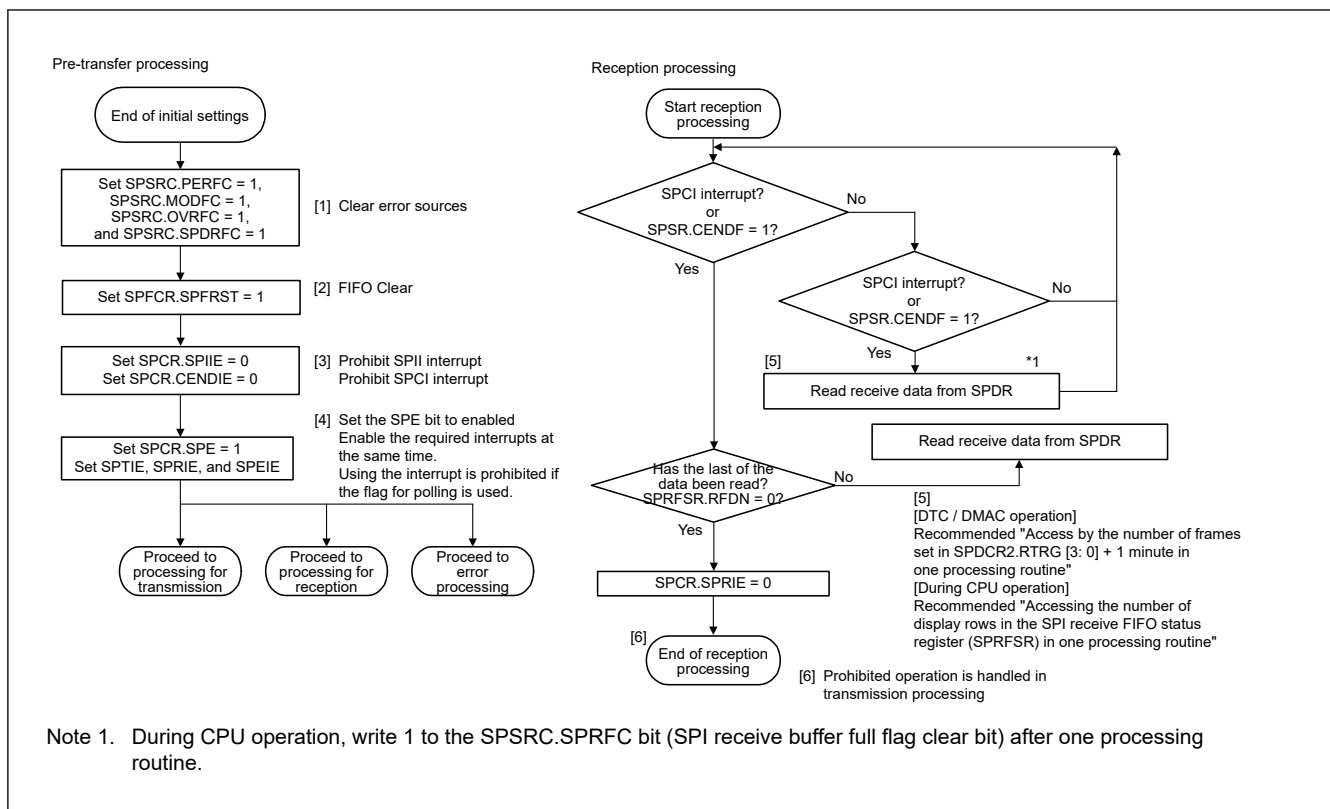 Pre-transfer processing
End of initial settings
Set SPSRC.PERFC = 1,
SPSRC.MODFC = 1,
SPSRC.OVRFC = 1,
and SPSRC.SPDRFC = 1
[1] Clear error sources
Set SPFCR.SPFRST = 1
[2] FIFO Clear
Set SPCR.SPIIE = 0
Set SPCR.CENDIE = 0
[3] Prohibit SPII interrupt
Prohibit SPCI interrupt
Set SPCR.SPE = 1
Set SPTIE, SPRIE, and SPEIE
[4] Set the SPE bit to enabled
Enable the required interrupts at
the same time.
Using the interrupt is prohibited if
the flag for polling is used.
Proceed to
processing for
transmission
Proceed to
processing for
reception
Proceed to
error
processing
Reception processing
Start reception
processing
SPCI interrupt?
or
SPSR.CENDF = 1?
No
Yes
SPCI interrupt?
or
SPSR.CENDF = 1?
No
Yes
[5]
*1
Read receive data from SPDR
Read receive data from SPDR
Has the last of the
data been read?
SPRFSR.RFDN = 0?
No
Yes
[5]
[DTC / DMAC operation]
Recommended "Access by the number of frames
set in SPDCR2.RTRG [3: 0] + 1 minute in
one processing routine"
[During CPU operation]
Recommended "Accessing the number of
display rows in the SPI receive FIFO status
register (SPRFSR) in one processing routine"
SPCR.SPRIE = 0
[6]
End of reception
processing
[6] Prohibited operation is handled in
transmission processing
Note 1. During CPU operation, write 1 to the SPSRC.SPRFC bit (SPI receive buffer full flag clear bit) after one processing
routine.